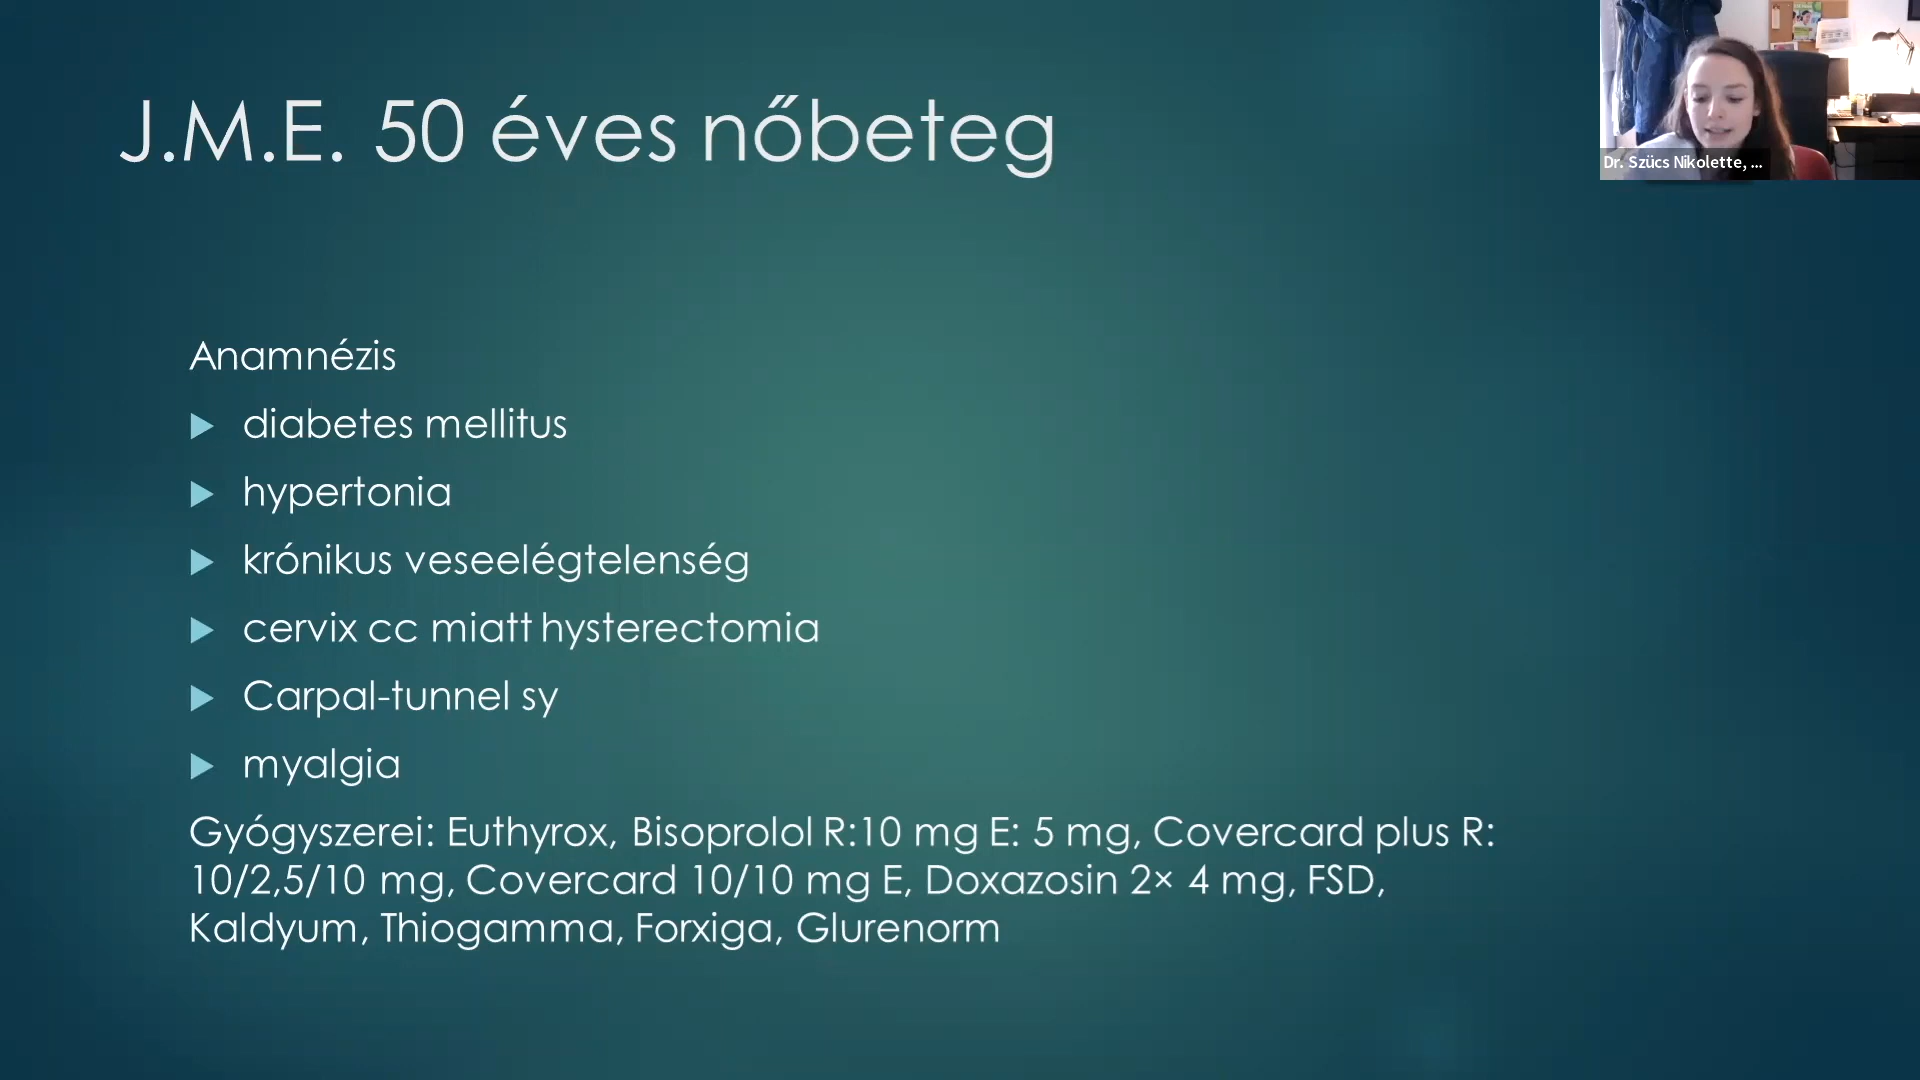 J.M.E. 50 éves nőbeteg
Dr. Szücs Nikolette, ...
Anamnézis
diabetes mellitus
hypertonia
krónikus veseelégtelenség
cervix cc miatt hysterectomia
Carpal-tunnel sy
myalgia
Gyógyszerei: Euthyrox, Bisoprolol R:10 mg E: 5 mg, Covercard plus R:
10/2,5/10 mg, Covercard 10/10 mg E, Doxazosin 2× 4 mg, FSD,
Kaldyum, Thiogamma, Forxiga, Glurenorm